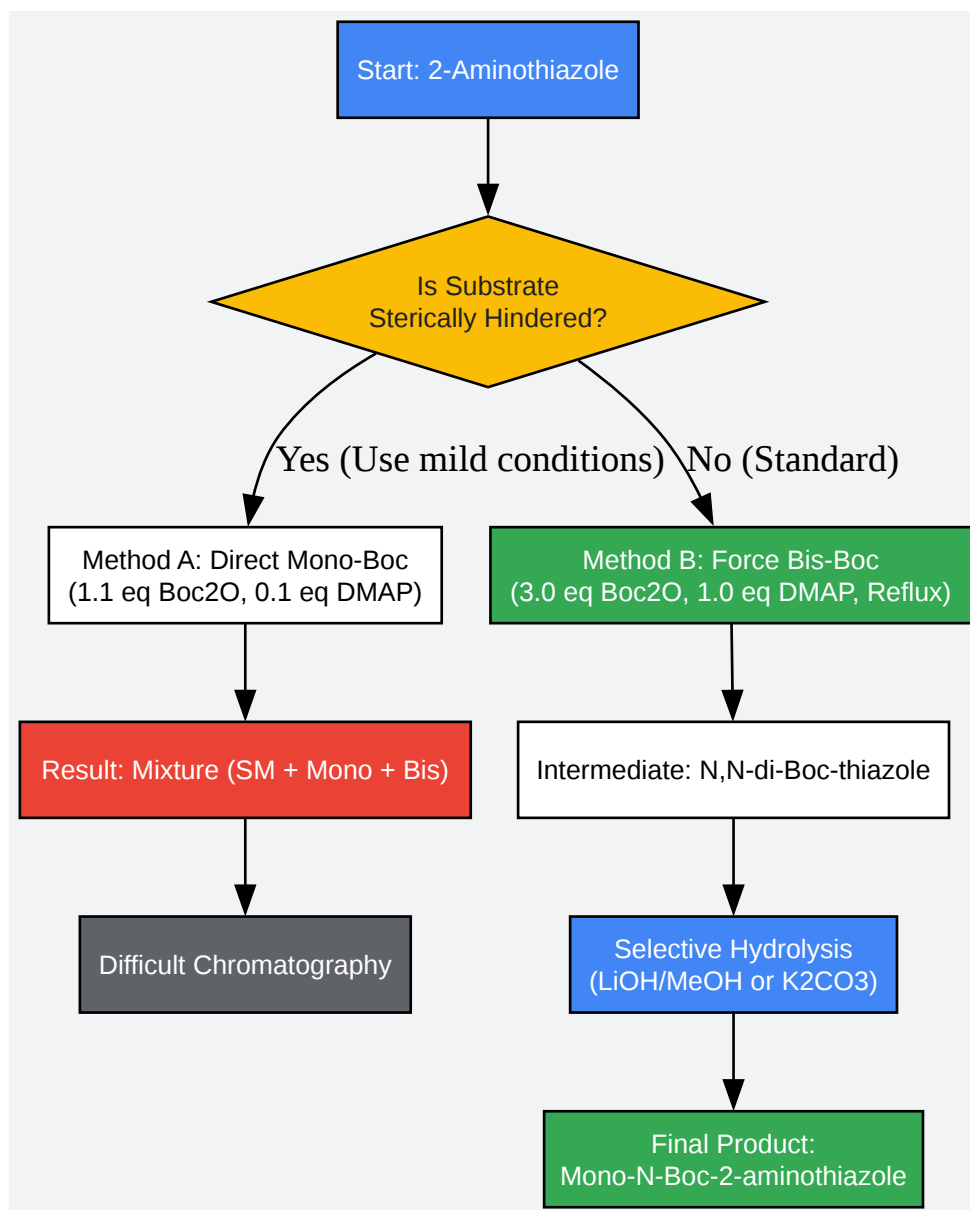 Start: 2-Aminothiazole
Is Substrate
Sterically Hindered?
Yes (Use mild conditions)
No (Standard)
Method A: Direct Mono-Boc
(1.1 eq Boc2O, 0.1 eq DMAP)
Method B: Force Bis-Boc
(3.0 eq Boc2O, 1.0 eq DMAP, Reflux)
Result: Mixture (SM + Mono + Bis)
Intermediate: N,N-di-Boc-thiazole
Difficult Chromatography
Selective Hydrolysis
(LiOH/MeOH or K2CO3)
Final Product:
Mono-N-Boc-2-aminothiazole